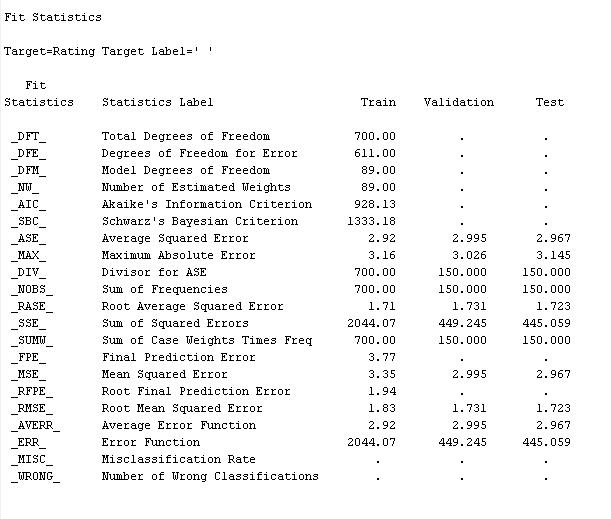 Fit Statistics
Target=Rating Target Label=' '
Fit
Statistics Statistics Label Train Validation Test
_DFT_ Total Degrees of Freedom 700.00 . .
_DFE_ Degrees of Freedom for Error 611.00 . .
_DFM_ Model Degrees of Freedom 89.00 . .
_NW_ Number of Estimated Weights 89.00 . .
_AIC_ Akaike's Information Criterion 928.13 . .
_SBC_ Schwarz's Bayesian Criterion 1333.18 . .
_ASE_ Average Squared Error 2.92 2.995 2.967
_MAX_ Maximum Absolute Error 3.16 3.026 3.145
_DIV_ Divisor for ASE 700.00 150.000 150.000
_NOBS_ Sum of Frequencies 700.00 150.000 150.000
_RASE_ Root Average Squared Error 1.71 1.731 1.723
_SSE_ Sum of Squared Errors 2044.07 449.245 445.059
_SUMW_ Sum of Case Weights Times Freq 700.00 150.000 150.000
_FPE_ Final Prediction Error 3.77 . .
_MSE_ Mean Squared Error 3.35 2.995 2.967
_RFPE_ Root Final Prediction Error 1.94 . .
_RMSE_ Root Mean Squared Error 1.83 1.731 1.723
_AVERR_ Average Error Function 2.92 2.995 2.967
_ERR_ Error Function 2044.07 449.245 445.059
_MISC_ Misclassification Rate . . .
_WRONG_ Number of Wrong Classifications . . .